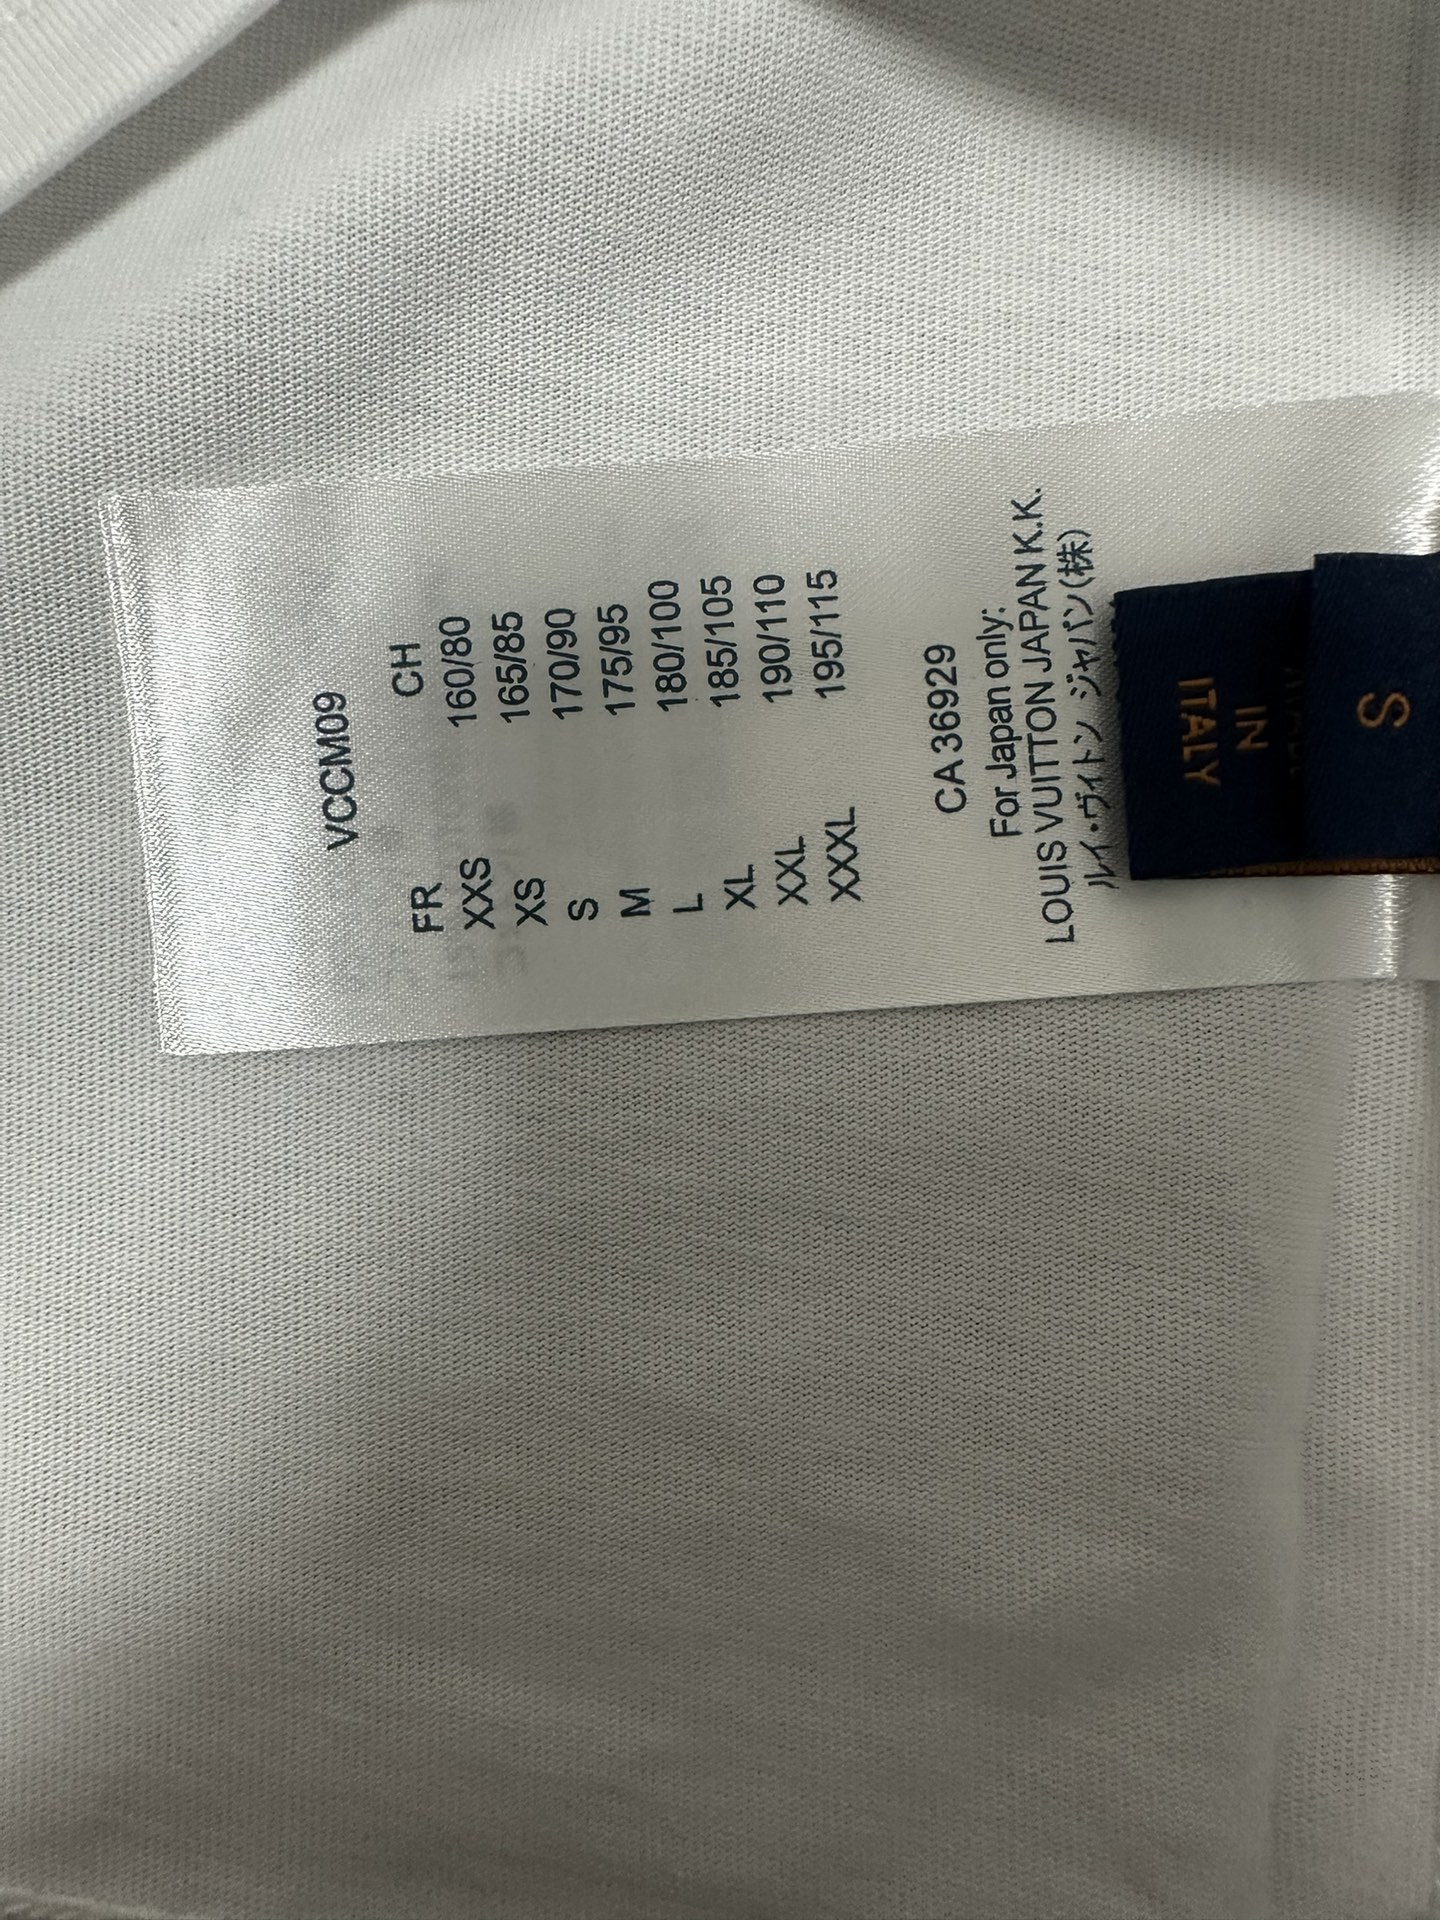 VCCM09
FR CH
XXS 160/80
XS 165/85
S 170/90
M 175/95
L 180/100
XL 185/105
XXL 190/110
XXXL 195/115
CA 36929
For Japan only:
LOUIS VUITTON JAPAN K.K.
ルイ・ヴィトン ジャパン(株)
S
IN
ITALY